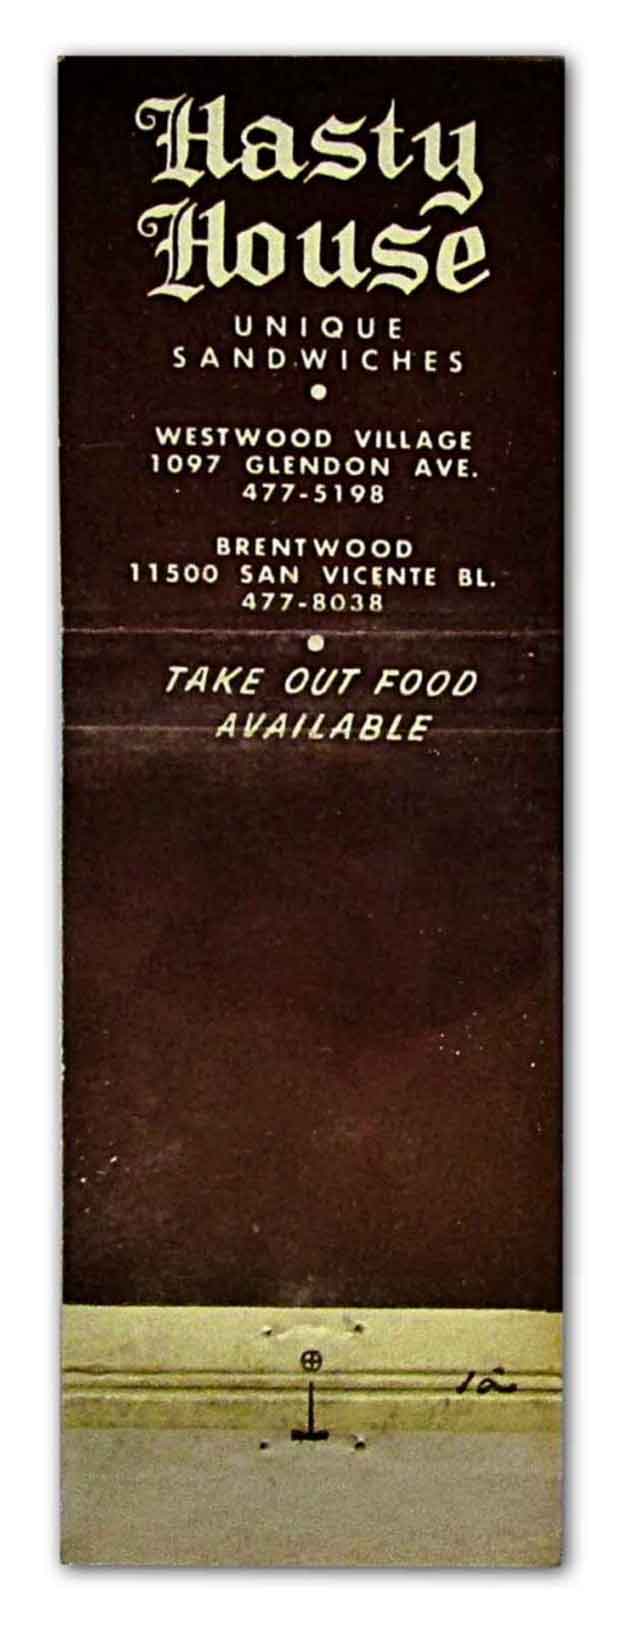 Hasty
House
UNIQUE
SANDWICHES
WESTWOOD VILLAGE
1097 GLENDON AVE.
477-5198
BRENTWOOD
11500 SAN VICENTE BL.
477-8038
TAKE OUT FOOD
AVAILABLE